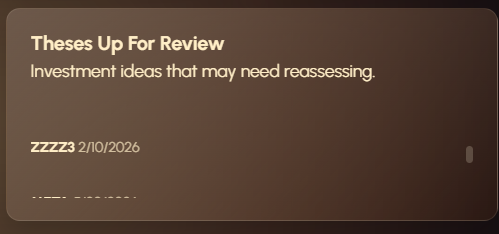 Theses Up For Review
Investment ideas that may need reassessing.
ZZZZ3 2/10/2026